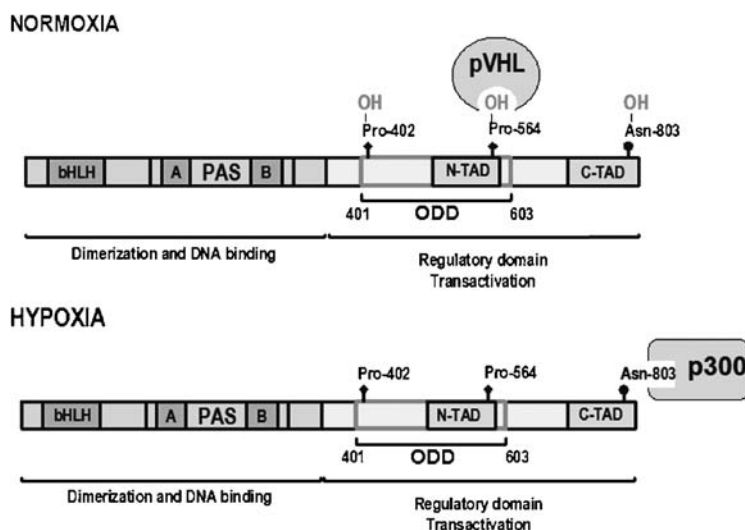 NORMOXIA
pVHL
OH OH OH
Pro-402 Pro-564 Asn-803
bHLH A PAS B N-TAD C-TAD
401 ODD 603
Dimerization and DNA binding Regulatory domain
Transactivation
HYPOXIA
Pro-402 Pro-564 Asn-803 p300
bHLH A PAS B N-TAD C-TAD
401 ODD 603
Dimerization and DNA binding Regulatory domain
Transactivation